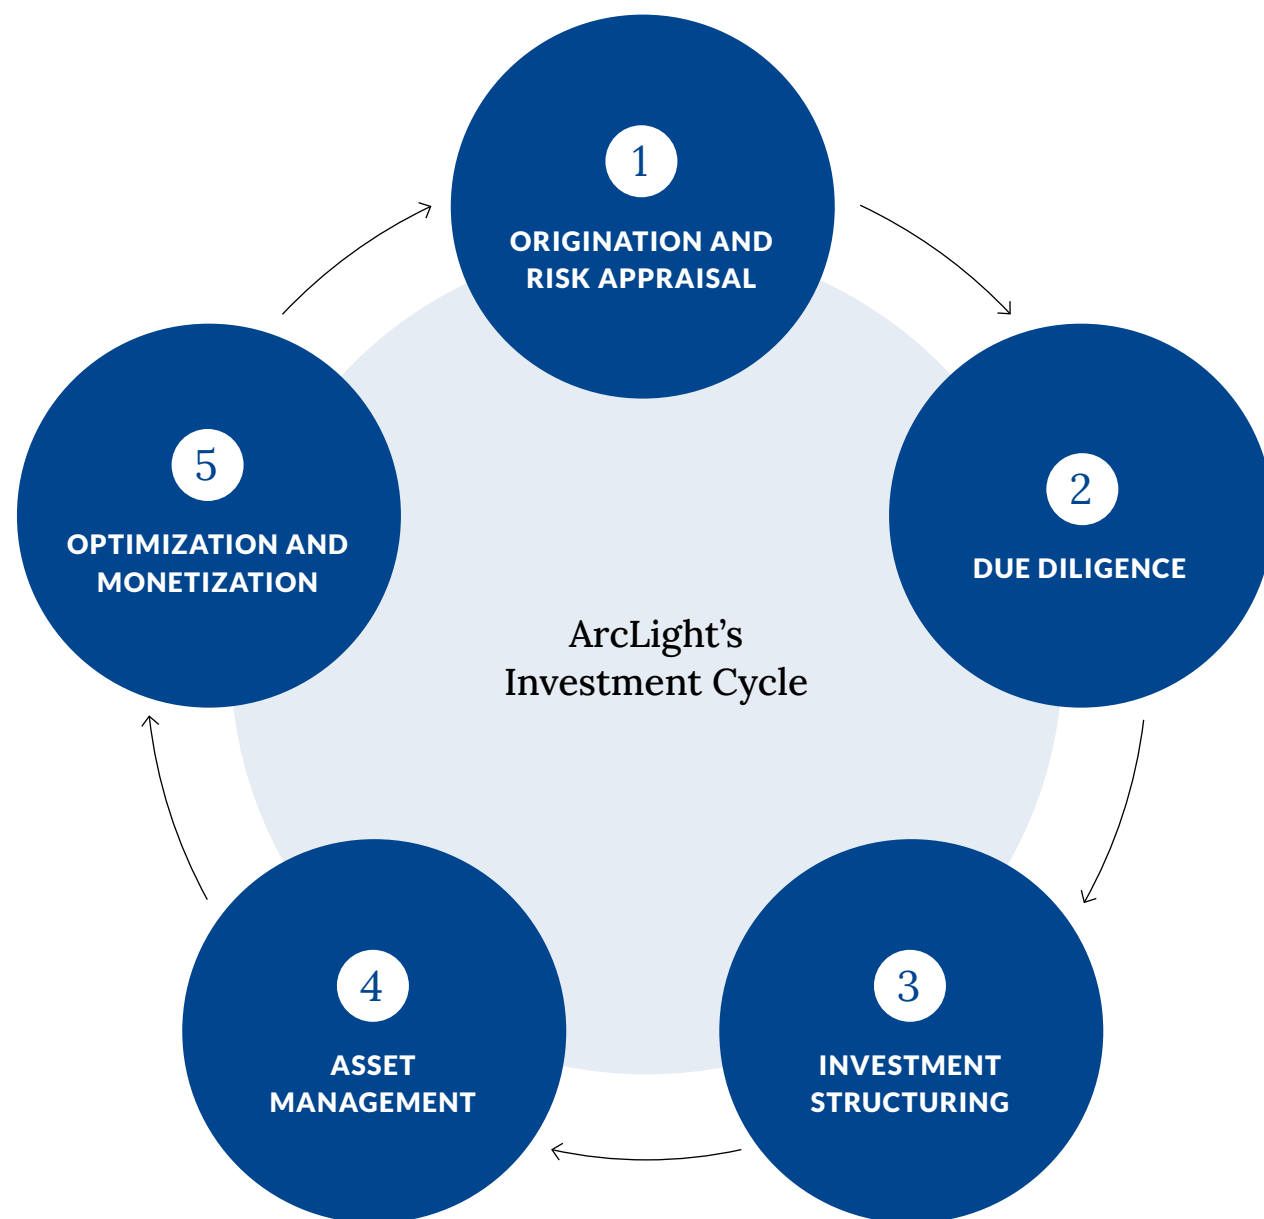 1
ORIGINATION AND
RISK APPRAISAL
2
DUE DILIGENCE
3
INVESTMENT
STRUCTURING
4
ASSET
MANAGEMENT
5
OPTIMIZATION AND
MONETIZATION
ArcLight’s
Investment Cycle